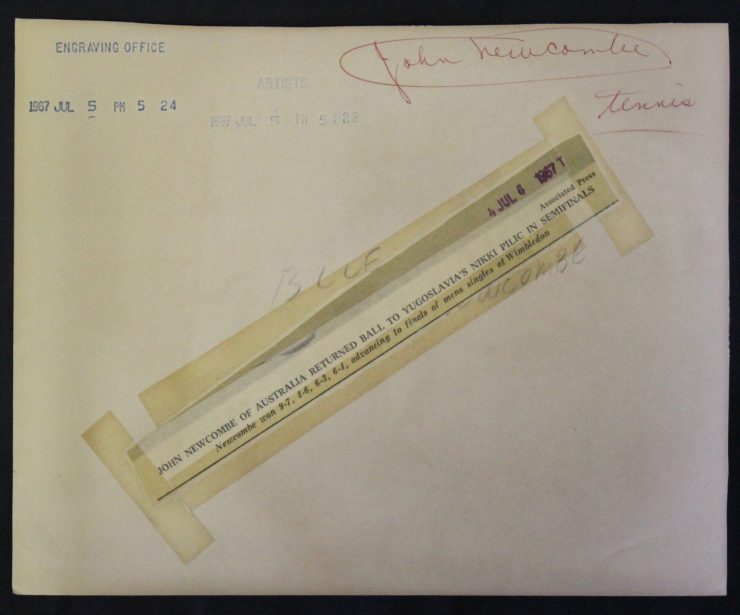 ENGRAVING OFFICE
1967 JUL 5 PM 5 24
ARTISTS
1967 JUL 5 PM 5:22
John Newcombe
tennis
4 JUL 6 1967 T
Associated Press
JOHN NEWCOMBE OF AUSTRALIA RETURNED BALL TO YUGOSLAVIA'S NIKKI PILIC IN SEMIFINALS
Newcombe won 9-7, 4-6, 6-3, 6-4, advancing to finals of mens singles at Wimbledon